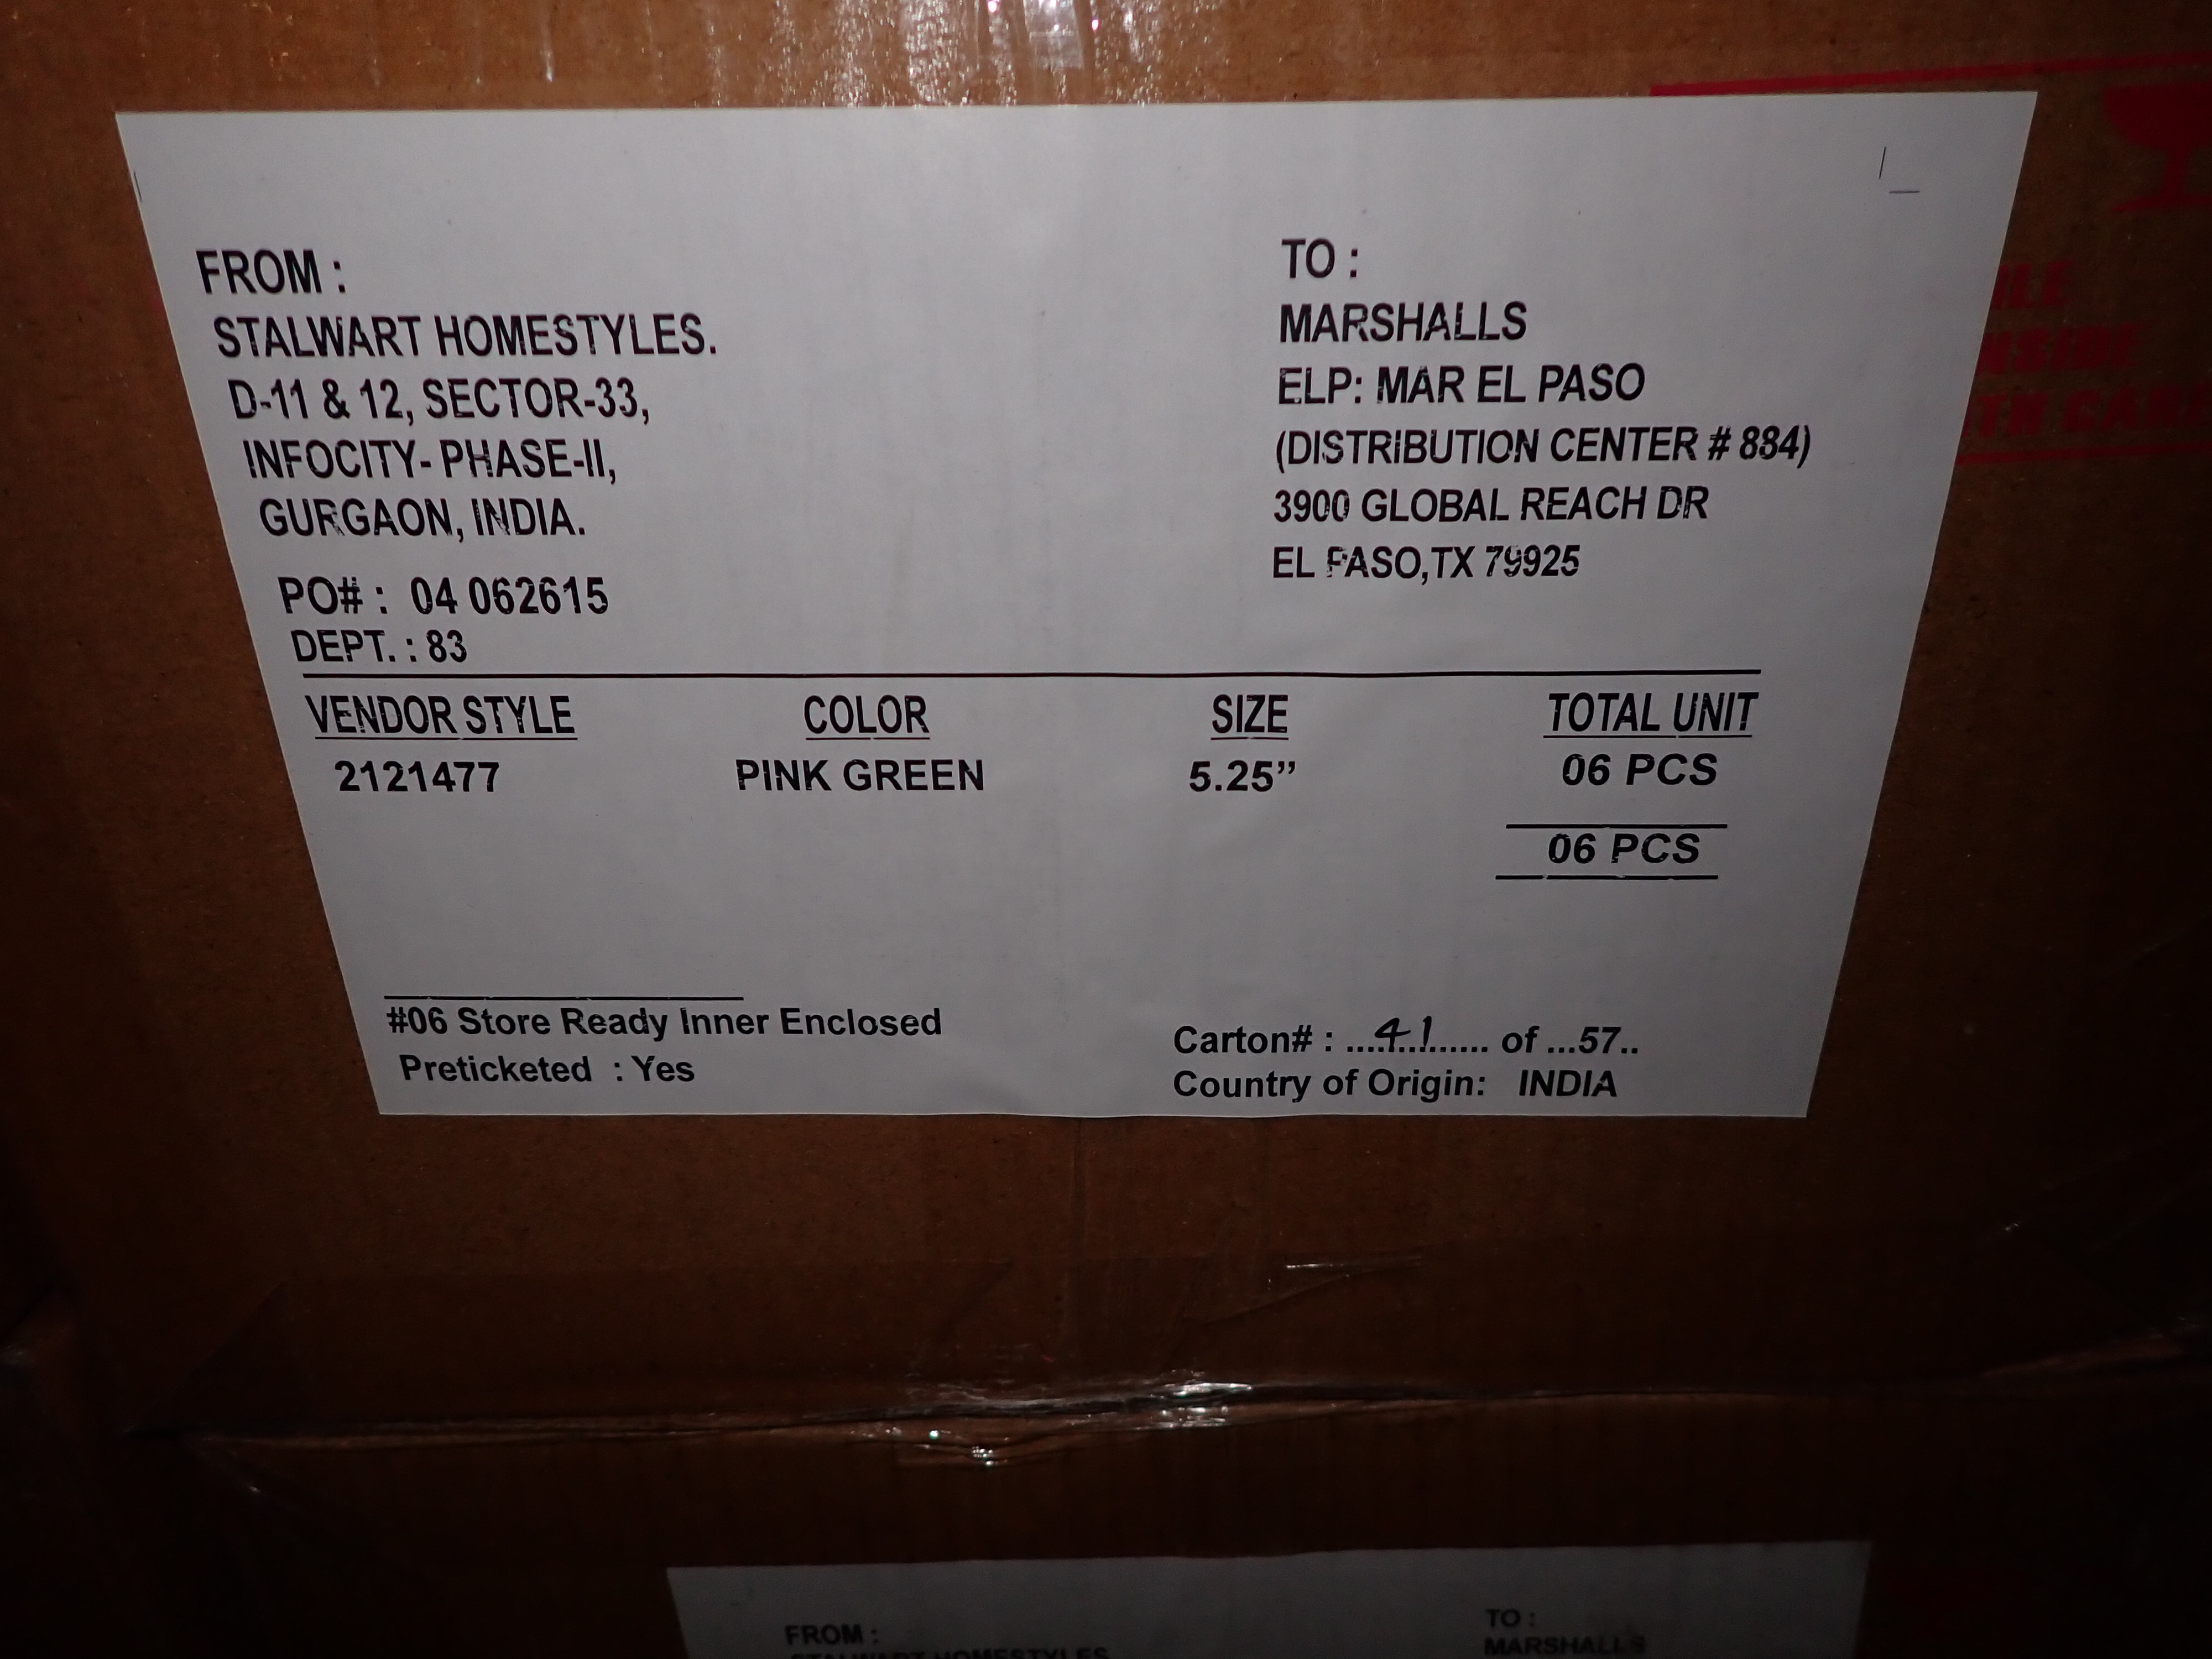 FROM :
STALWART HOMESTYLES.
D-11 & 12, SECTOR-33,
INFOCITY- PHASE-II,
GURGAON, INDIA.
PO# : 04 062615
DEPT. : 83
TO :
MARSHALLS
ELP: MAR EL PASO
(DISTRIBUTION CENTER # 884)
3900 GLOBAL REACH DR
EL PASO,TX 79925
VENDOR STYLE COLOR SIZE TOTAL UNIT
2121477 PINK GREEN 5.25” 06 PCS
06 PCS
#06 Store Ready Inner Enclosed
Preticketed : Yes
Carton# : ....41...... of ...57..
Country of Origin: INDIA
FROM :
STALWART HOMESTYLES
TO :
MARSHALLS